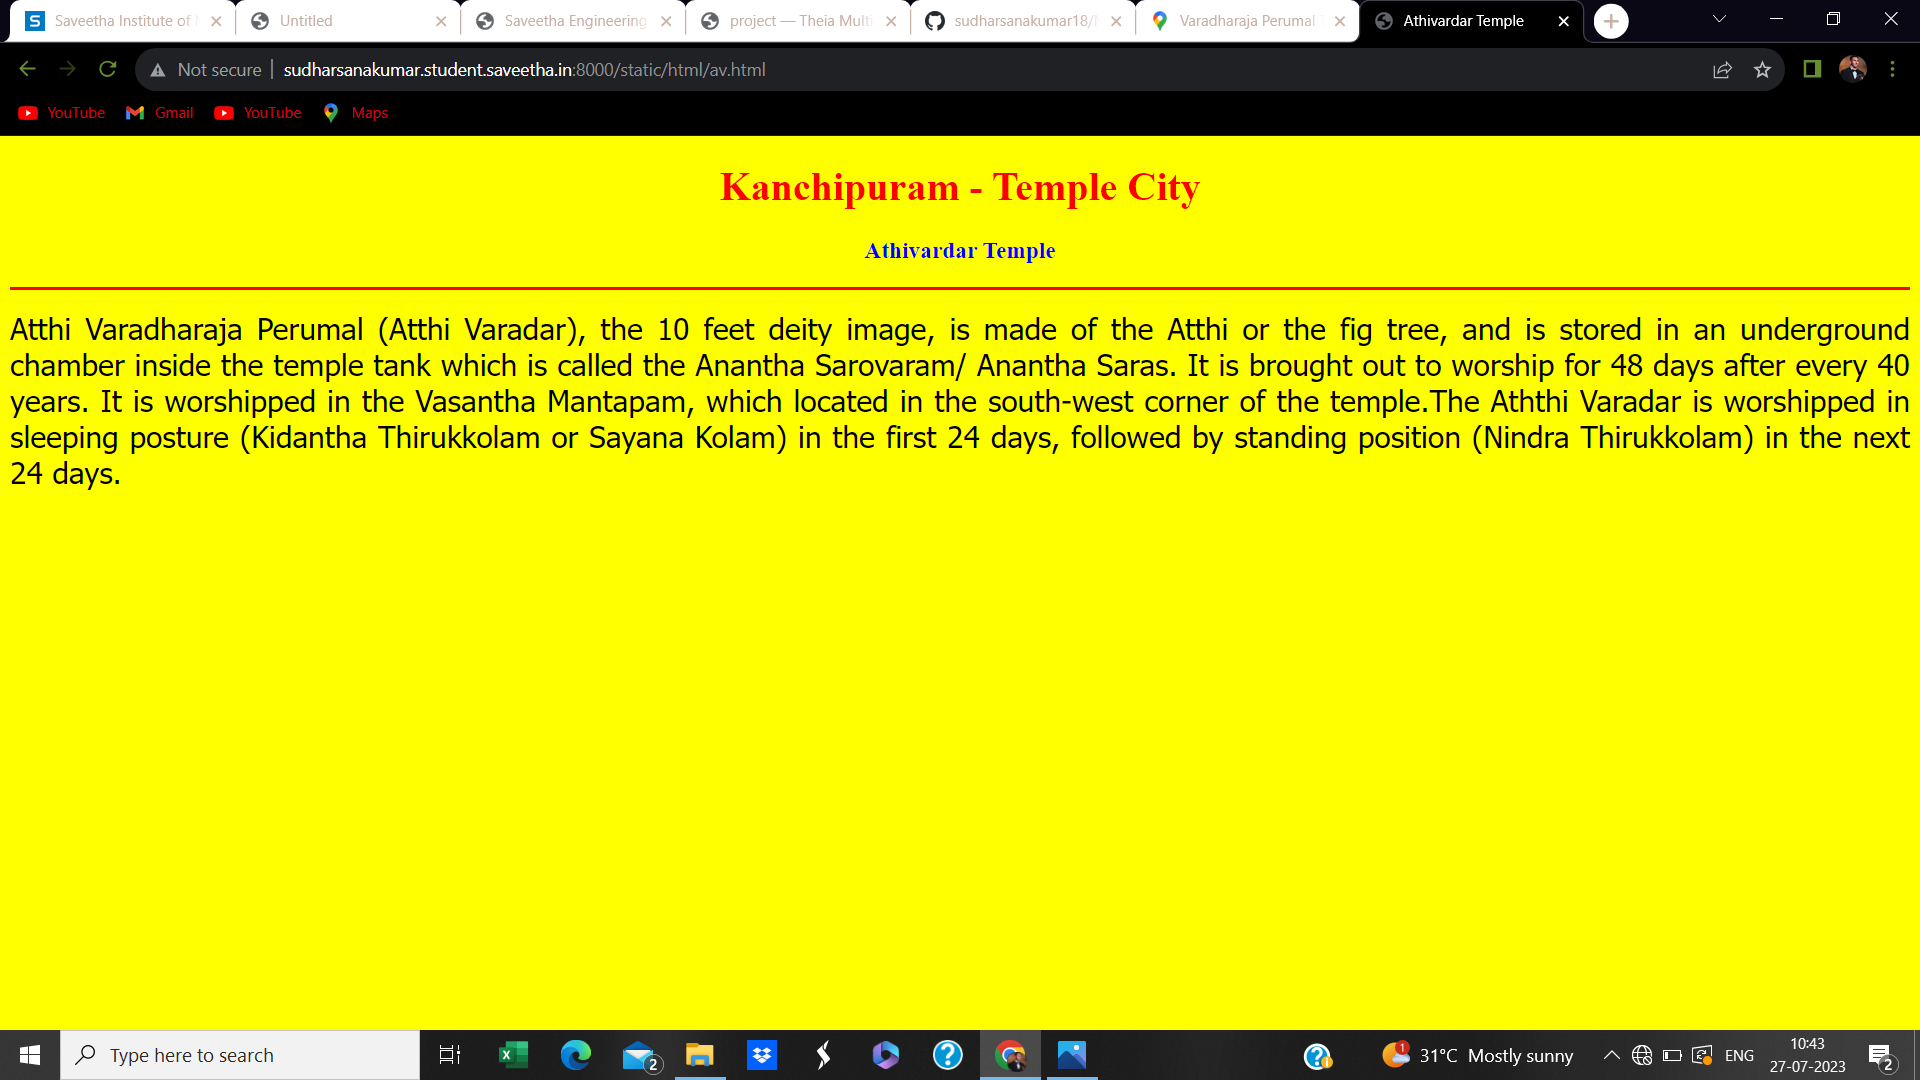 Saveetha Institute of
Untitled
Saveetha Engineering
project — Theia Multi
sudharsanakumar18/
Varadharaja Perumal
Athivardar Temple
Not secure
sudharsanakumar.student.saveetha.in:8000/static/html/av.html
YouTube
Gmail
YouTube
Maps
Kanchipuram - Temple City
Athivardar Temple
Atthi Varadharaja Perumal (Atthi Varadar), the 10 feet deity image, is made of the Atthi or the fig tree, and is stored in an underground
chamber inside the temple tank which is called the Anantha Sarovaram/ Anantha Saras. It is brought out to worship for 48 days after every 40
years. It is worshipped in the Vasantha Mantapam, which located in the south-west corner of the temple.The Aththi Varadar is worshipped in
sleeping posture (Kidantha Thirukkolam or Sayana Kolam) in the first 24 days, followed by standing position (Nindra Thirukkolam) in the next
24 days.
Type here to search
2
1
31°C Mostly sunny
ENG
10:43
27-07-2023
2